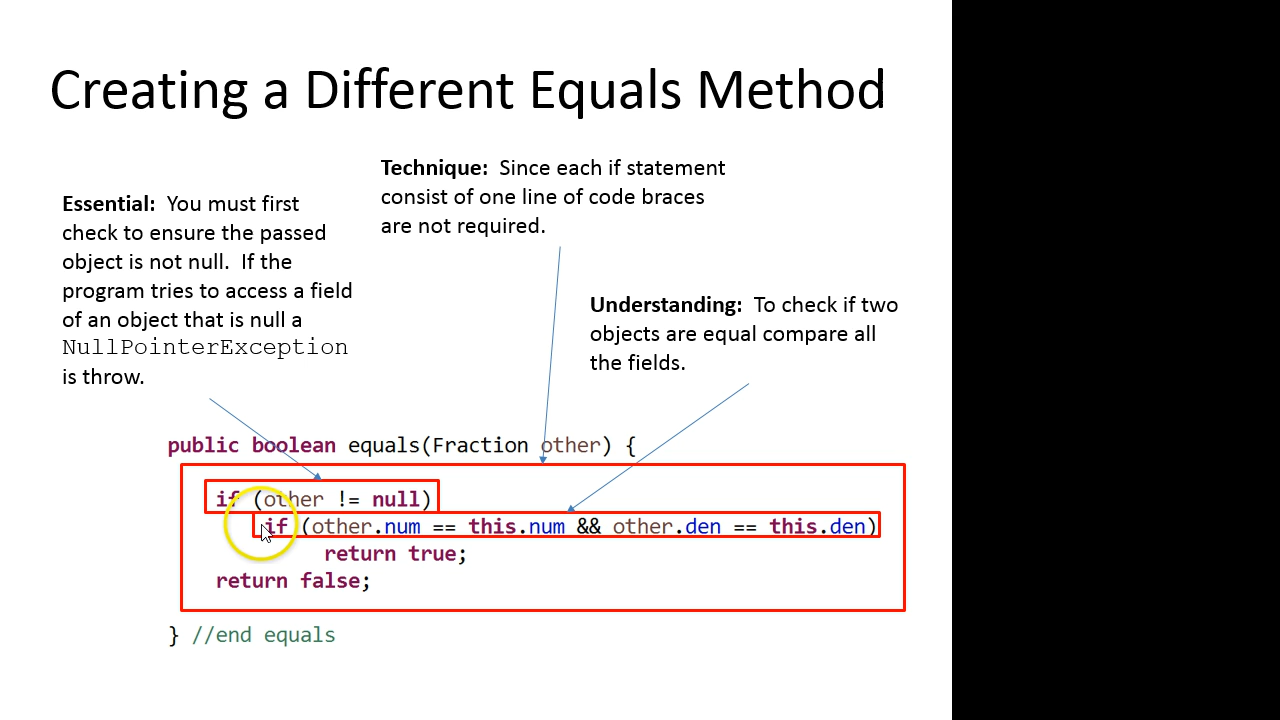 Creating a Different Equals Method
Technique: Since each if statement
consist of one line of code braces
are not required.
Essential: You must first
check to ensure the passed
object is not null. If the
program tries to access a field
of an object that is null a
NullPointerException
is throw.
Understanding: To check if two
objects are equal compare all
the fields.
public boolean equals(Fraction other) {
if (other != null)
if (other.num == this.num && other.den == this.den)
return true;
return false;
} //end equals